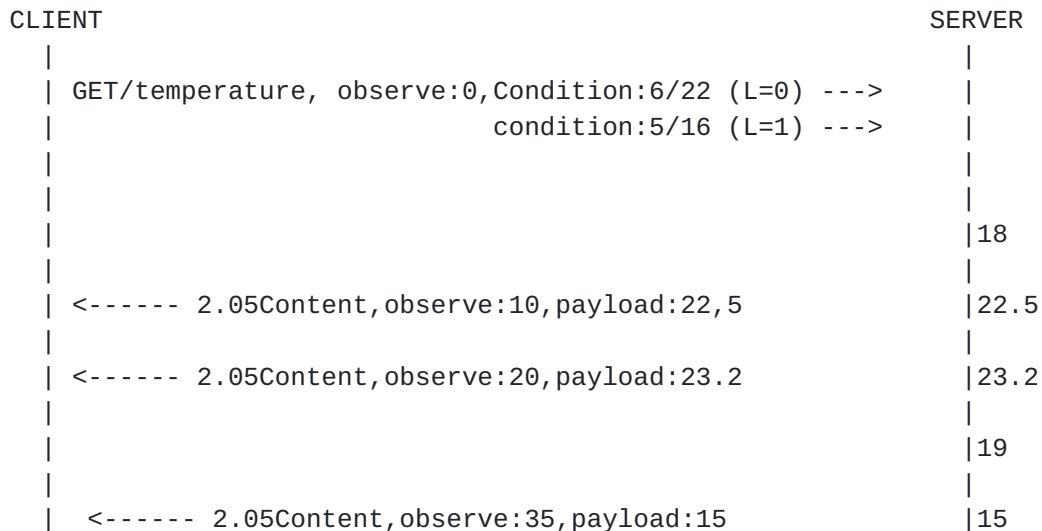 CLIENT SERVER
GET/temperature, observe:0,Condition:6/22 (L=0) --->
condition:5/16 (L=1) --->
18
<------ 2.05Content,observe:10,payload:22,5 22.5
<------ 2.05Content,observe:20,payload:23.2 23.2
19
<------ 2.05Content,observe:35,payload:15 15